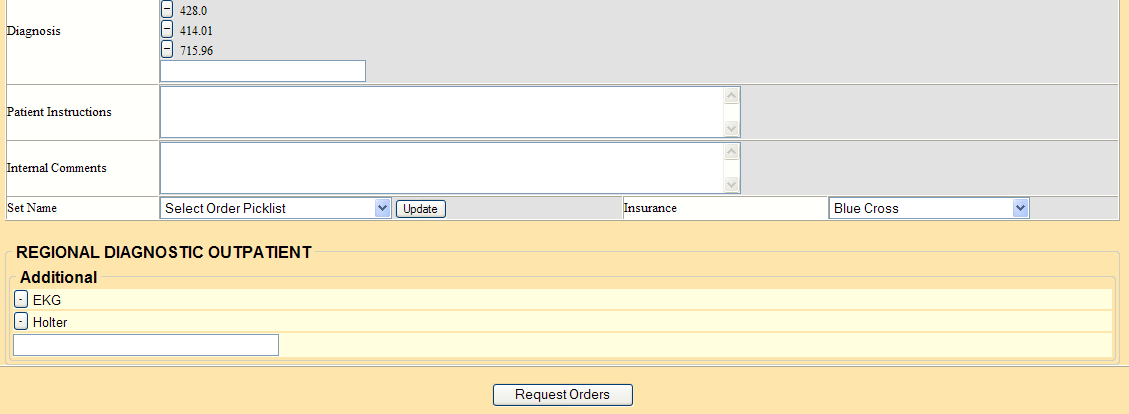 Diagnosis
- 428.0
- 414.01
- 715.96
Patient Instructions
Internal Comments
Set Name Select Order Picklist Update Insurance Blue Cross
REGIONAL DIAGNOSTIC OUTPATIENT
Additional
- EKG
- Holter
Request Orders